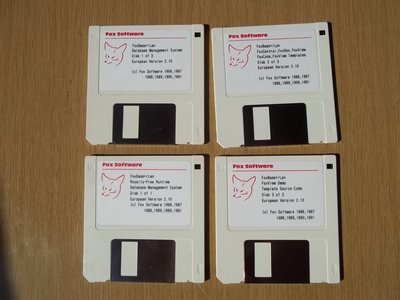 Fox Software
FoxBase+/Lan
Database Management System
Disk 1 of 3
European Version 2.10
(c) Fox Software 1986,1987
1988,1989,1990,1991
Fox Software
FoxBase+/Lan
FoxCentral,FoxDoc,FoxView
FoxCode,FoxView Templates
Disk 2 of 3
European Version 2.10
(c) Fox Software 1986,1987
1988,1989,1990,1991
Fox Software
FoxBase+/Lan
Royalty-Free Runtime
Database Management System
Disk 1 of 1
European Version 2.10
(c) Fox Software 1986,1987
1988,1989,1990,1991
Fox Software
FoxBase+/Lan
FoxView Demo
Template Source Code
Disk 3 of 3
European Version 2.10
(c) Fox Software 1986,1987
1988,1989,1990,1991